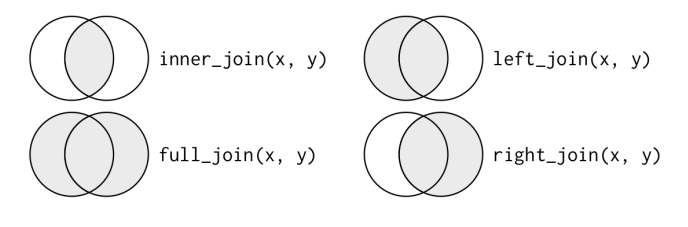 inner_join(x, y)
left_join(x, y)
full_join(x, y)
right_join(x, y)